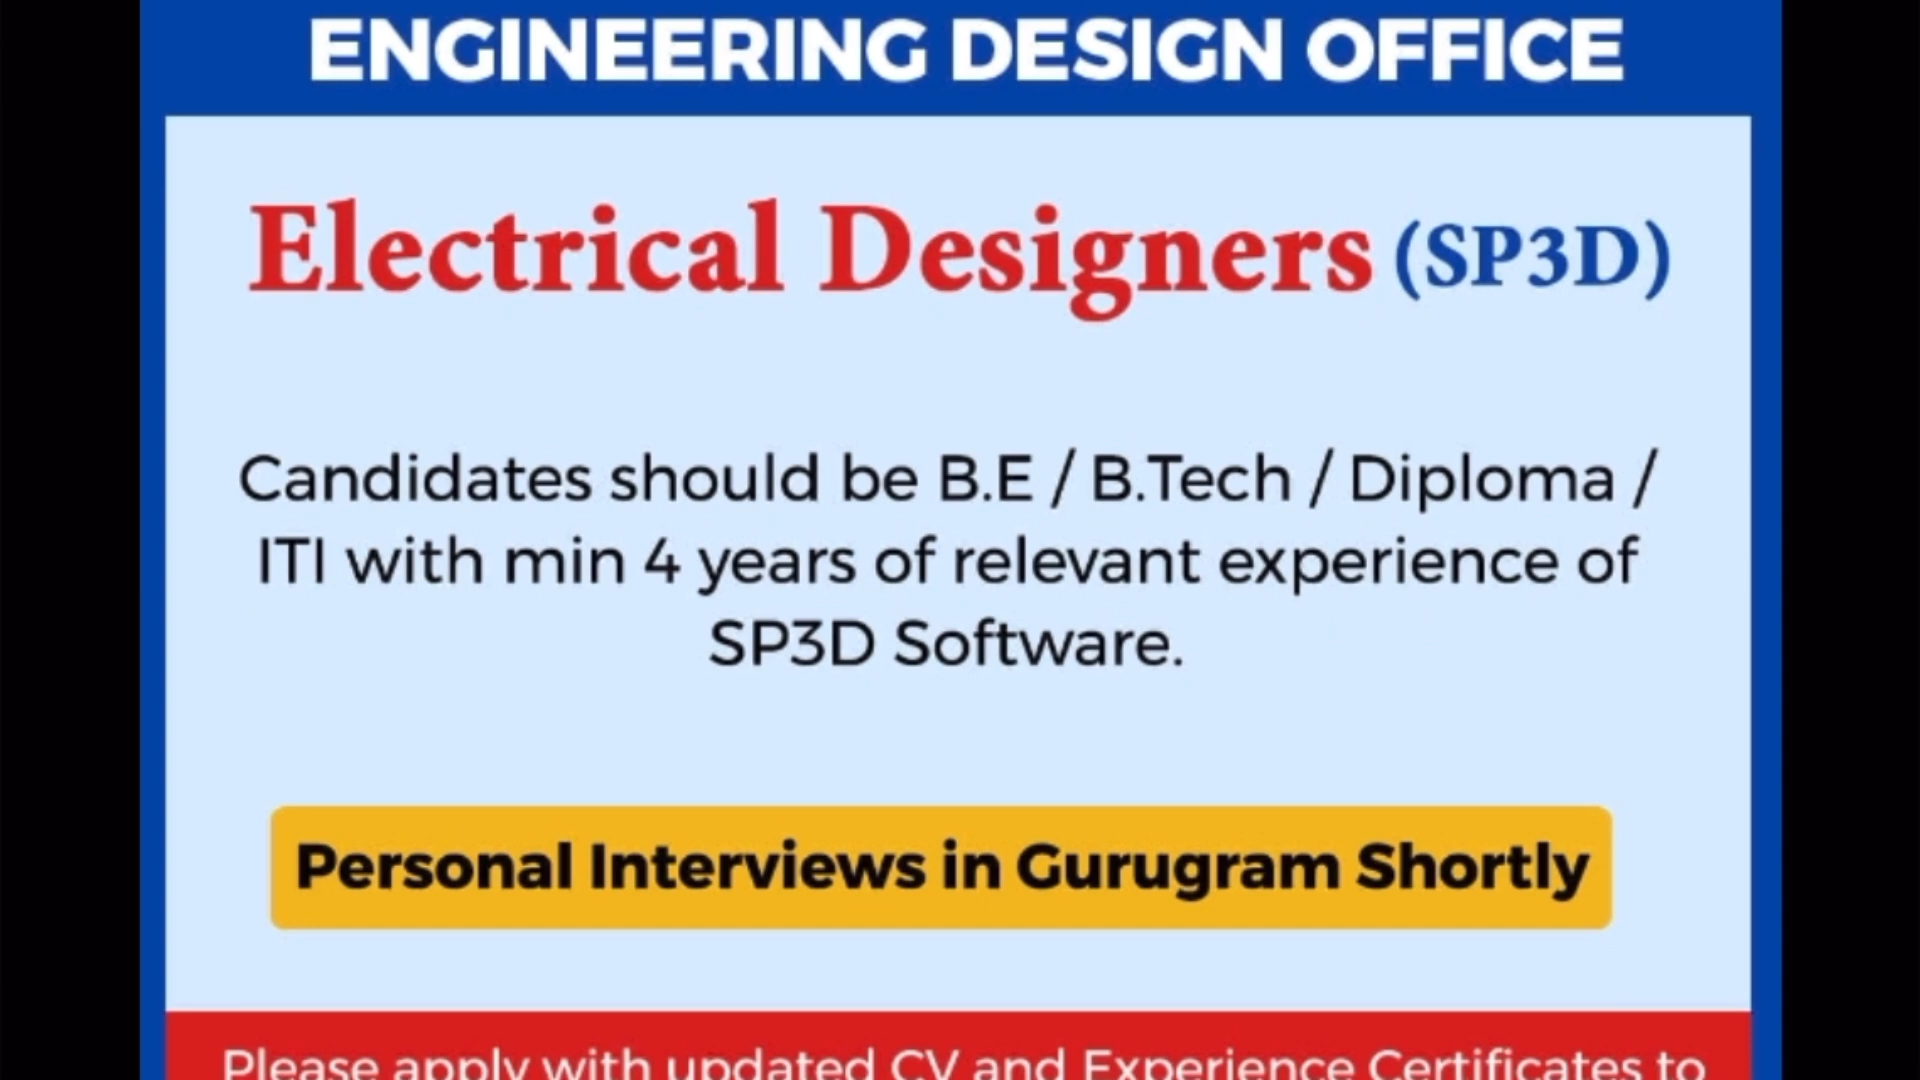 ENGINEERING DESIGN OFFICE
Electrical Designers (SP3D)
Candidates should be B.E / B.Tech / Diploma /
ITI with min 4 years of relevant experience of
SP3D Software.
Personal Interviews in Gurugram Shortly
Please apply with updated CV and Experience Certificates to